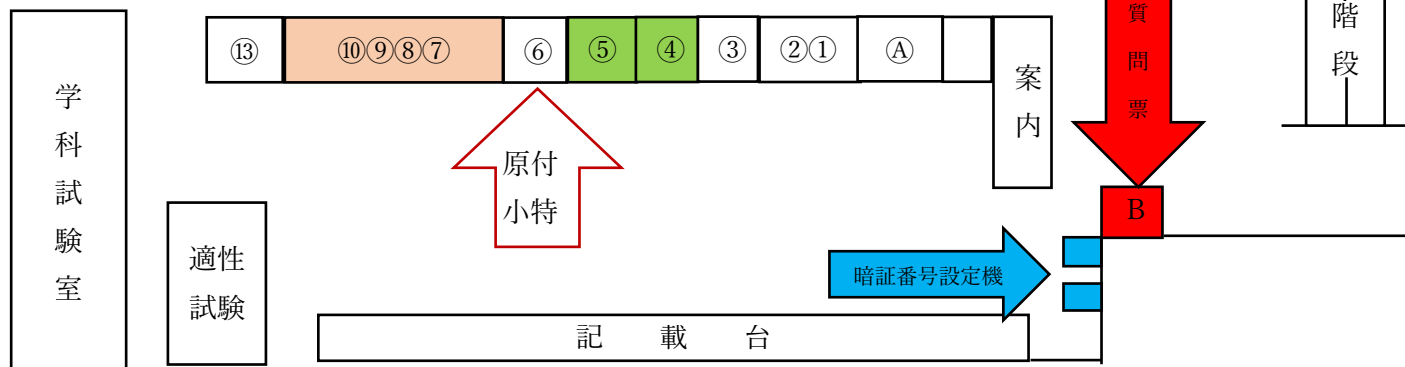 ⑬
⑩⑨⑧⑦
⑥
⑤
④
③
②①
Ⓐ
案内
質問票
階段
学科試験室
原付
小特
B
適性
試験
暗証番号設定機
記載台